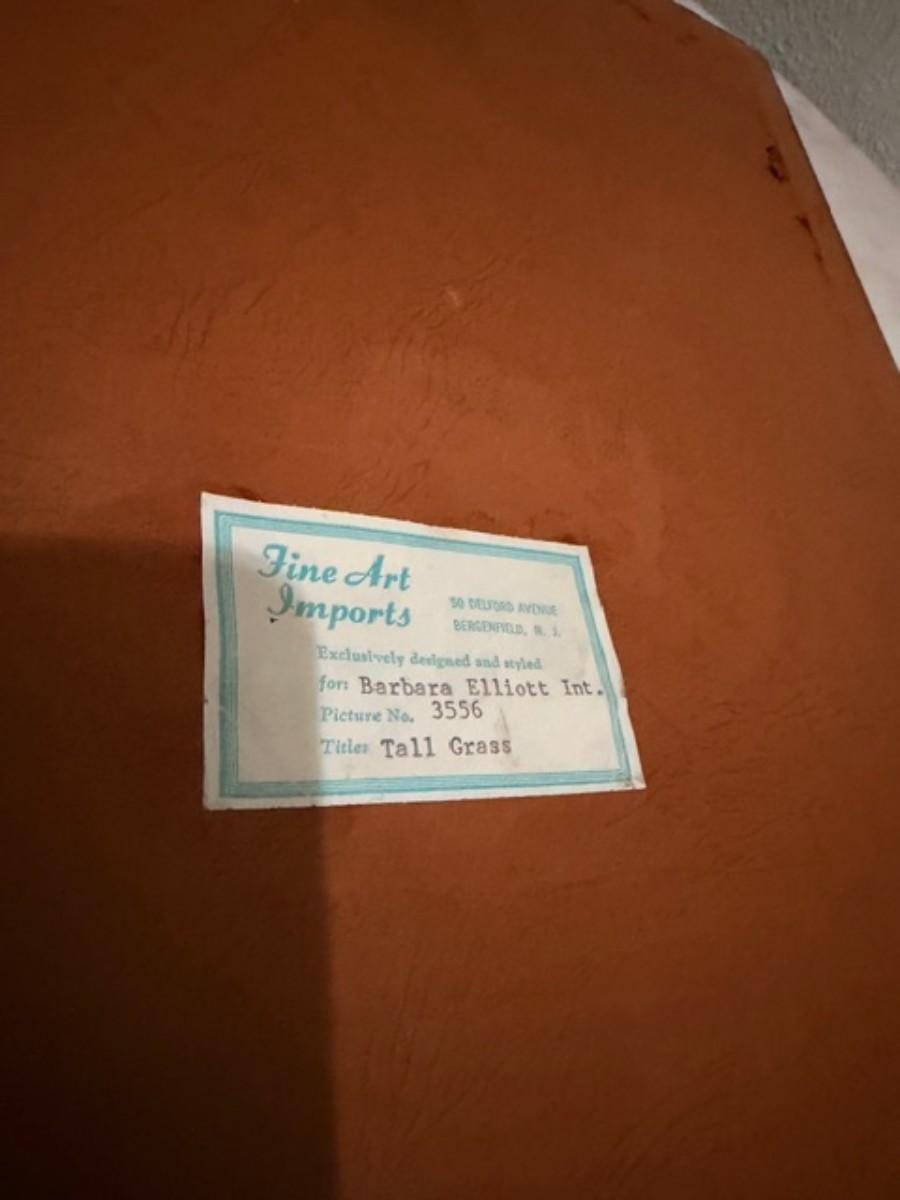 Fine Art
Imports
50 DELFORD AVENUE
BERGENFIELD, N. J.
Exclusively designed and styled
for: Barbara Elliott Int.
Picture No. 3556
Title: Tall Grass